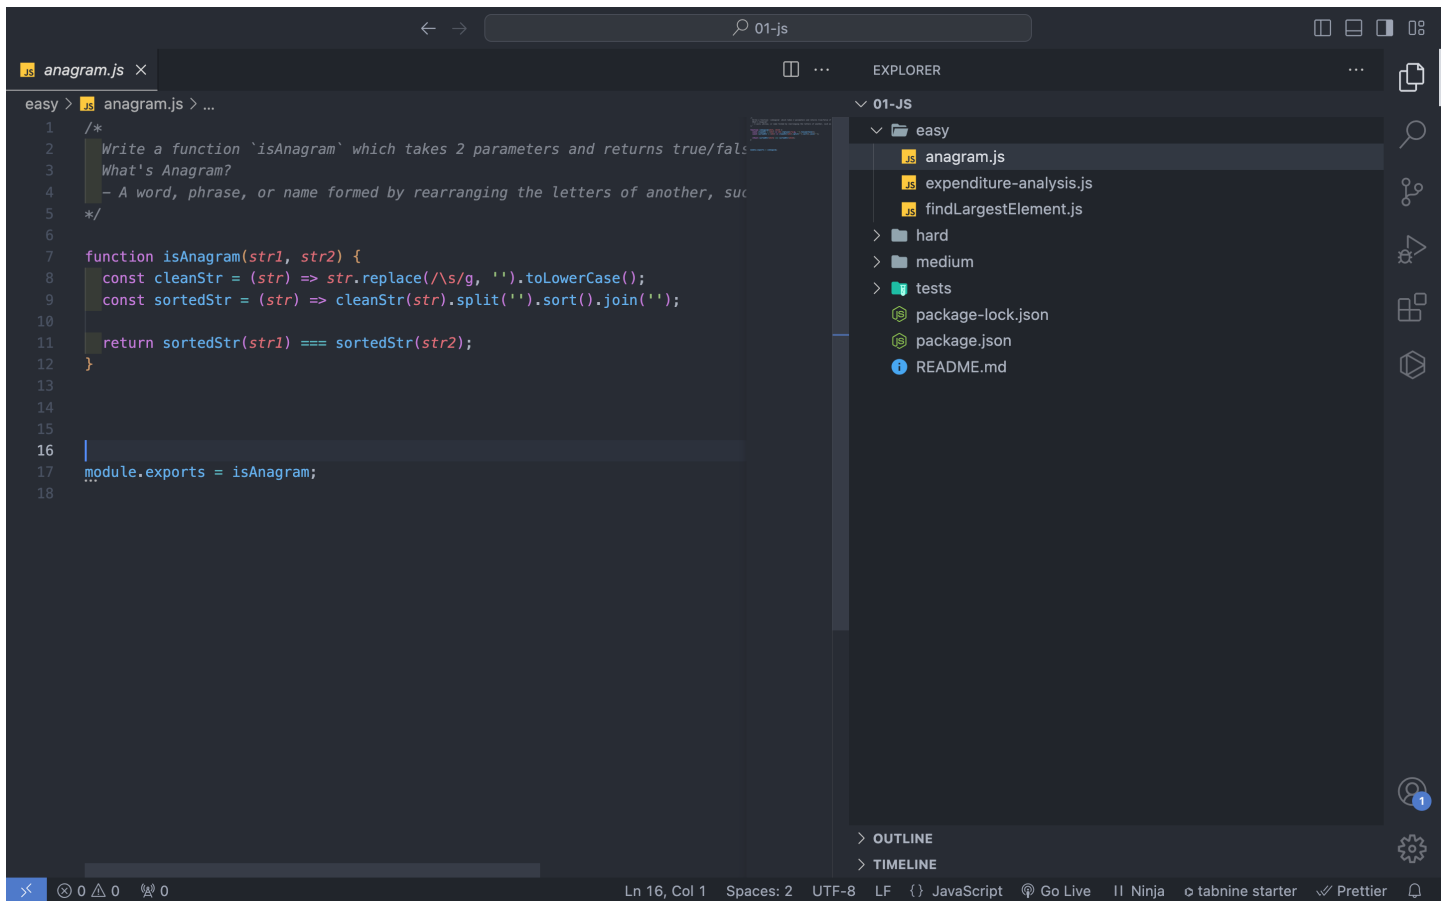 01-js
anagram.js
easy > anagram.js > ...
1 /*
2 Write a function `isAnagram` which takes 2 parameters and returns true/fals
3 What's Anagram?
4 - A word, phrase, or name formed by rearranging the letters of another, suc
5 */
6
7 function isAnagram(str1, str2) {
8 const cleanStr = (str) => str.replace(/\s/g, '').toLowerCase();
9 const sortedStr = (str) => cleanStr(str).split('').sort().join('');
10
11 return sortedStr(str1) === sortedStr(str2);
12 }
13
14
15
16
17 module.exports = isAnagram;
18
EXPLORER
01-JS
easy
JS anagram.js
JS expenditure-analysis.js
JS findLargestElement.js
hard
medium
tests
package-lock.json
package.json
README.md
1
OUTLINE
TIMELINE
0 0 0 Ln 16, Col 1 Spaces: 2 UTF-8 LF {} JavaScript Go Live Ninja tabnine starter Prettier